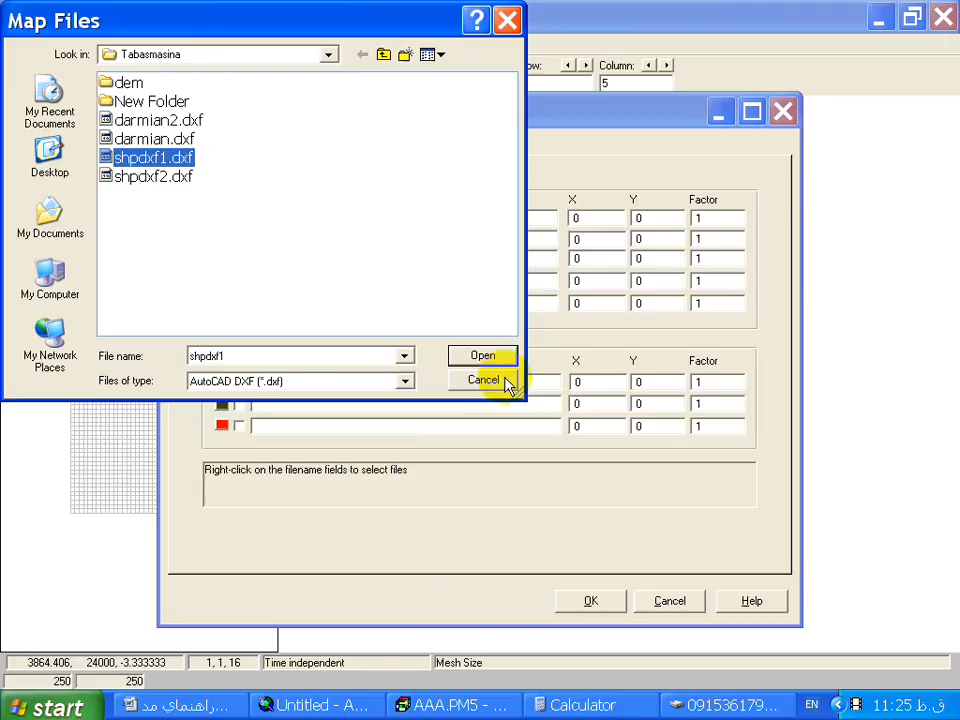 Map Files
Look in:
Tabasmasina
My Recent
Documents
Desktop
My Documents
My Computer
My Network
Places
dem
New Folder
darmian2.dxf
darmian.dxf
shpdxf1.dxf
shpdxf2.dxf
File name:
shpdxf1
Open
Files of type:
AutoCAD DXF (*.dxf)
Cancel
Column:
5
X Y Factor
0 0 1
0 0 1
0 0 1
0 0 1
0 0 1
X Y Factor
0 0 1
0 0 1
0 0 1
Right-click on the filename fields to select files
OK Cancel Help
3864.406, 24000, -3.333333 1, 1, 16 Time independent Mesh Size
250 250
start
راهنماي مد...
Untitled - A...
AAA.PM5 - ...
Calculator
091536179...
EN
11:25 ق.ظ